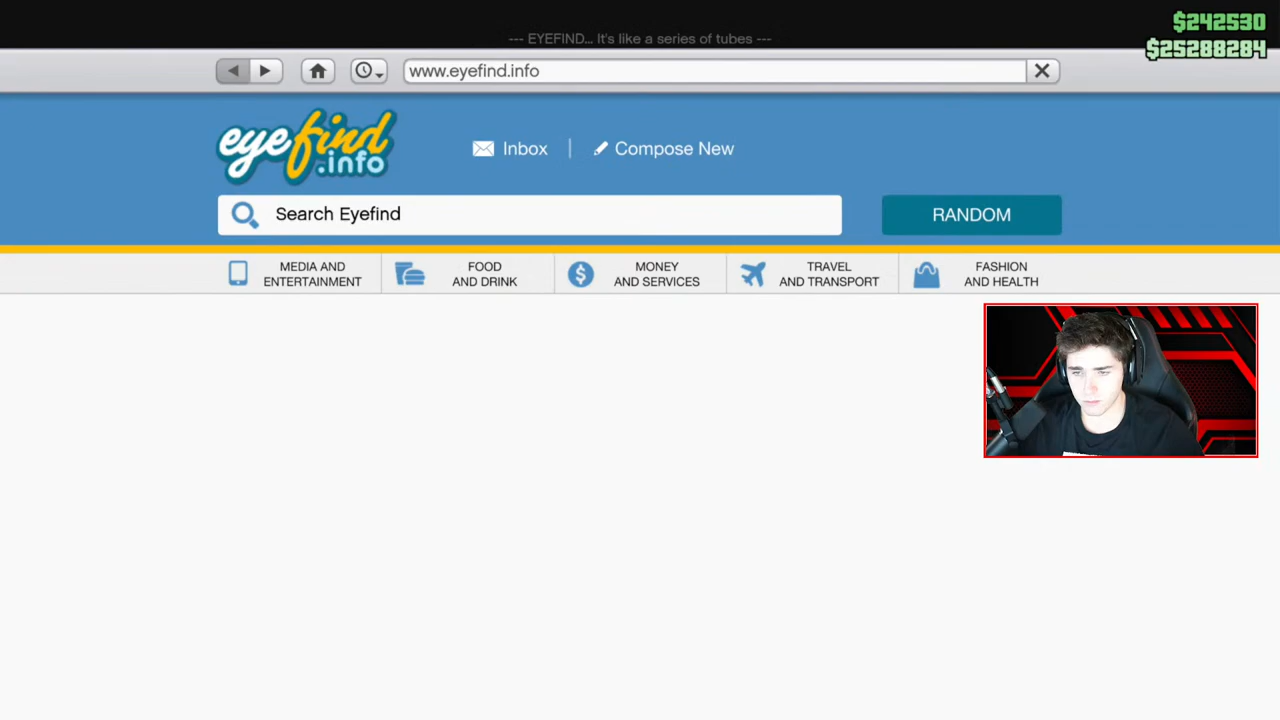 $242530
--- EYEFIND... It's like a series of tubes ---
$25288284
www.eyefind.info
eyefind.info
Inbox | Compose New
Search Eyefind
RANDOM
MEDIA AND ENTERTAINMENT
FOOD AND DRINK
MONEY AND SERVICES
TRAVEL AND TRANSPORT
FASHION AND HEALTH